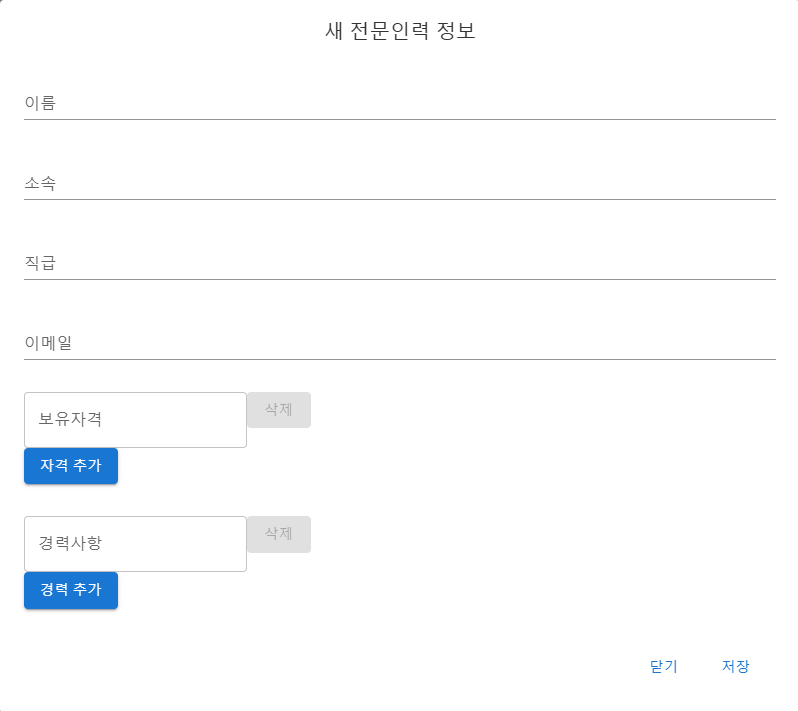 새 전문인력 정보
이름
소속
직급
이메일
보유자격 삭제
자격 추가
경력사항 삭제
경력 추가
닫기 저장